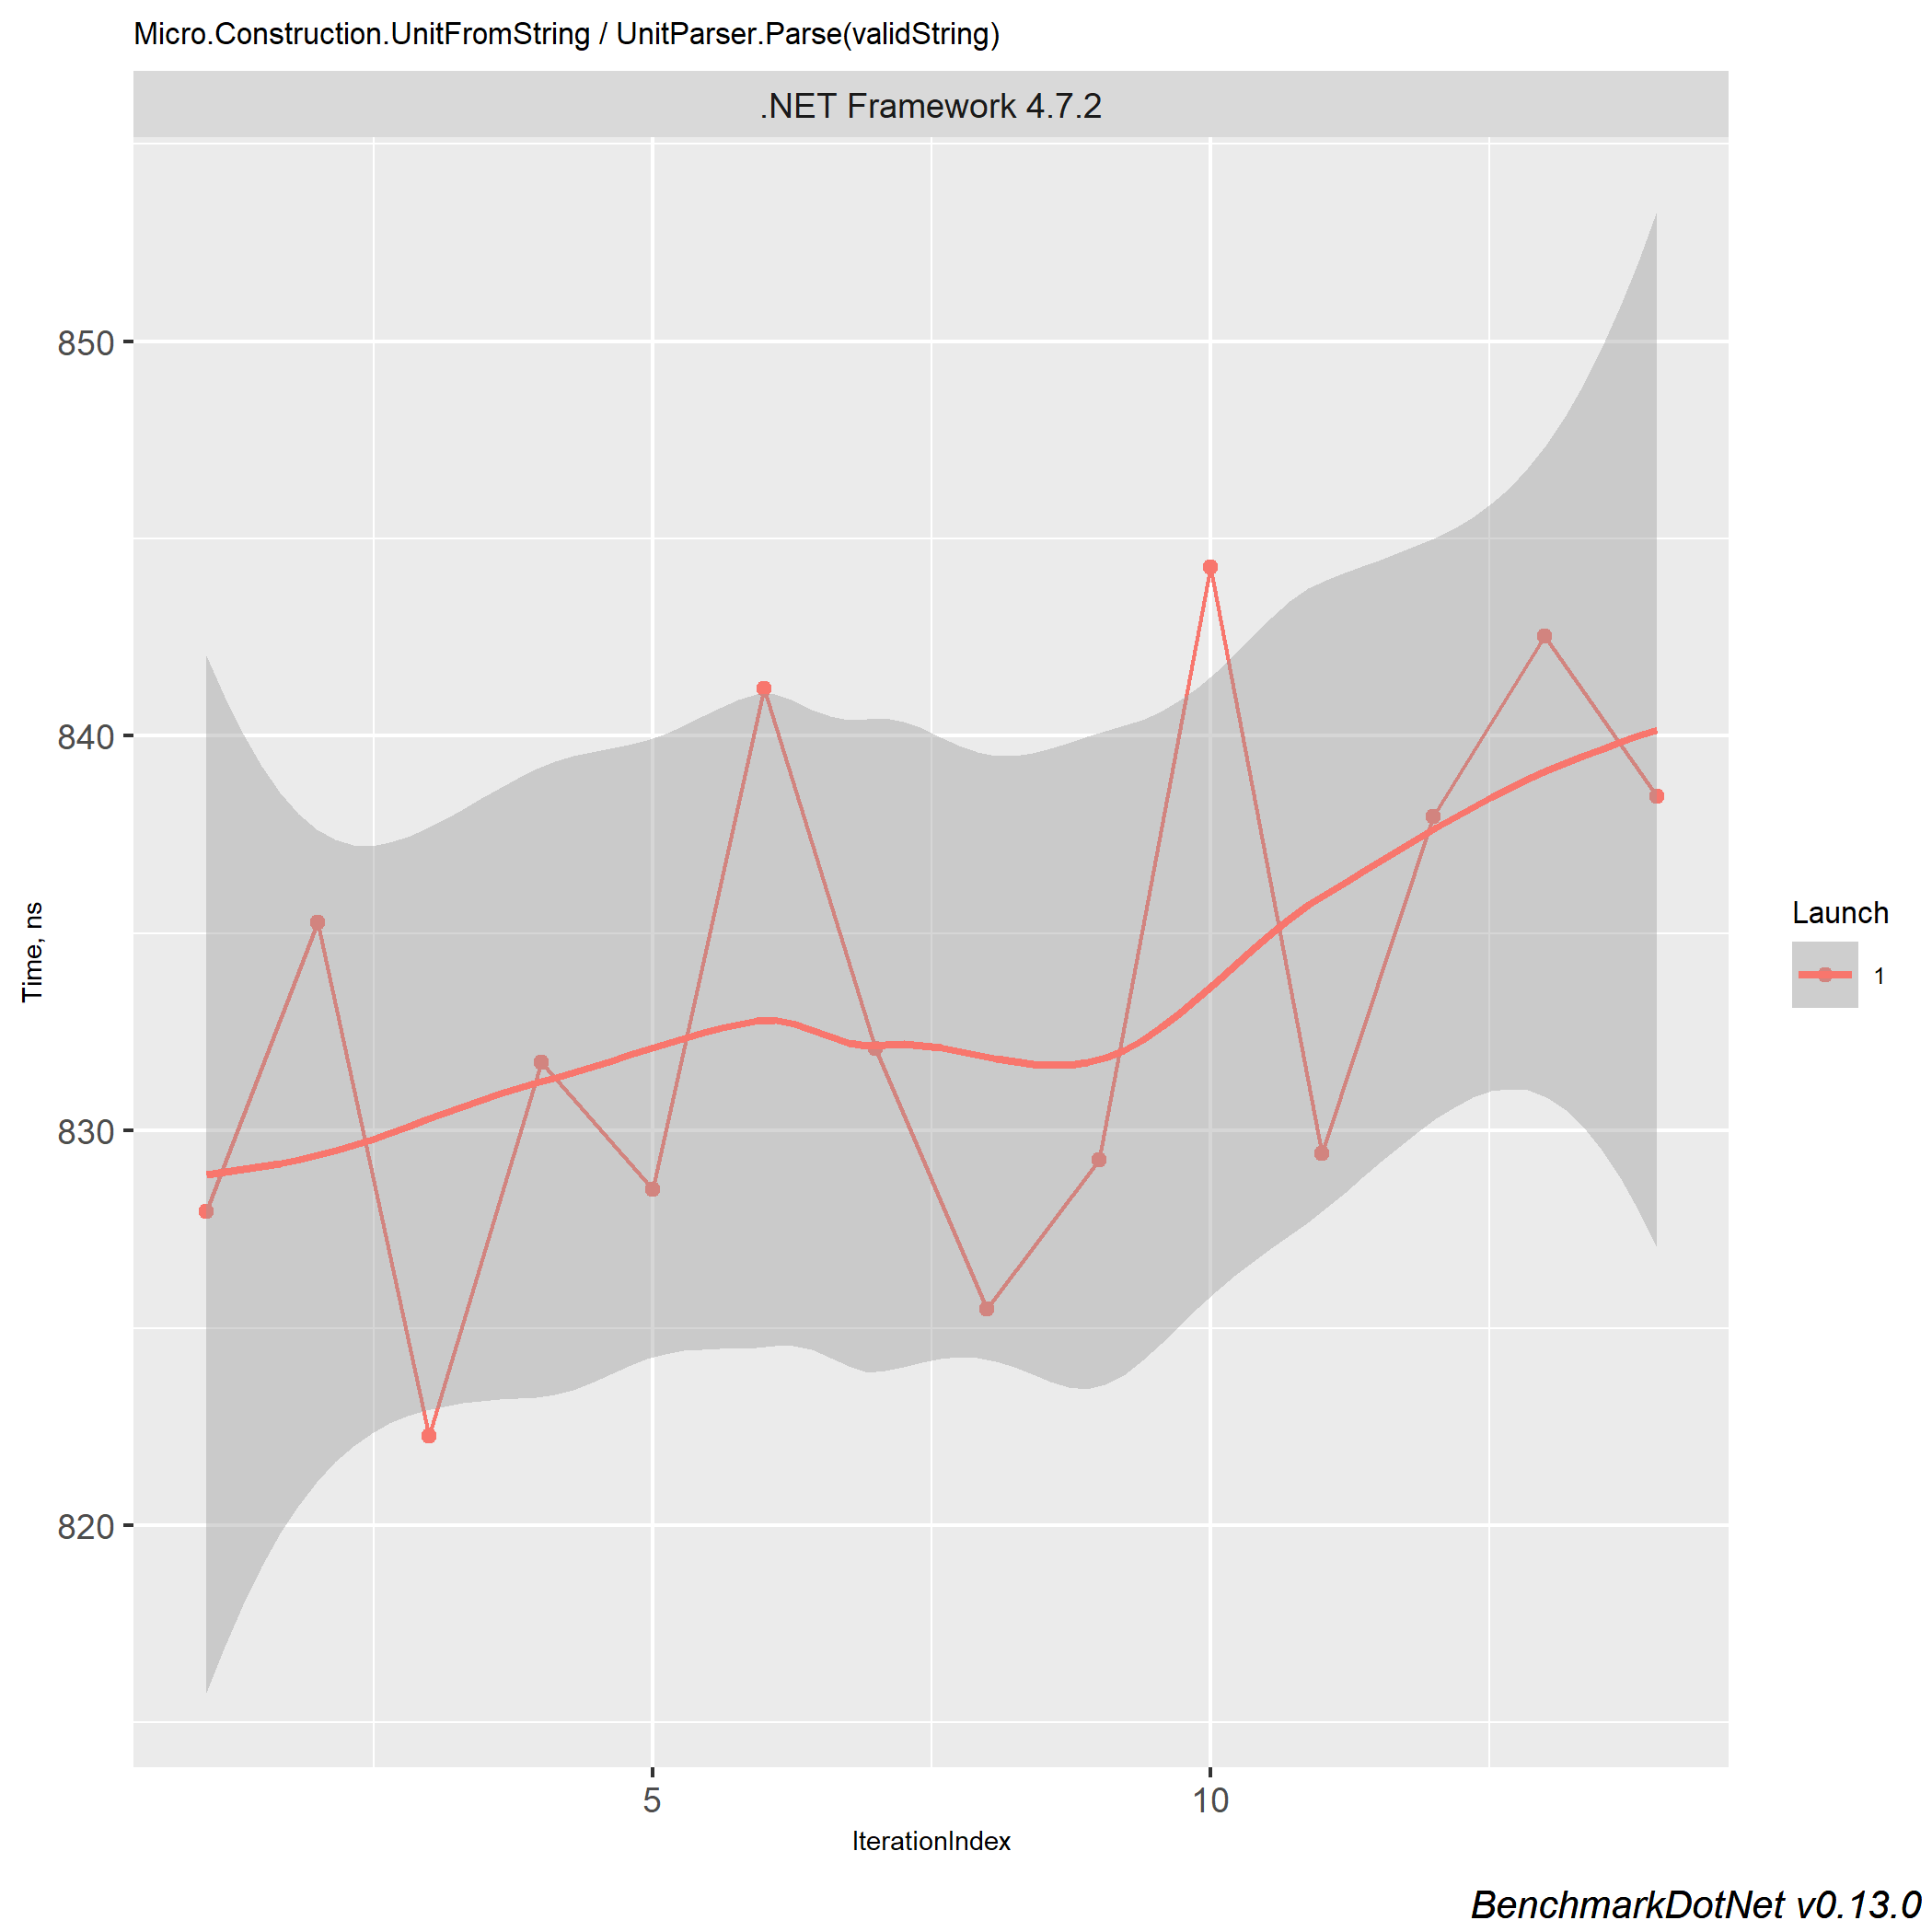 Micro.Construction.UnitFromString / UnitParser.Parse(validString)
.NET Framework 4.7.2
850
840
830
820
Time, ns
5
10
IterationIndex
Launch
1
BenchmarkDotNet v0.13.0